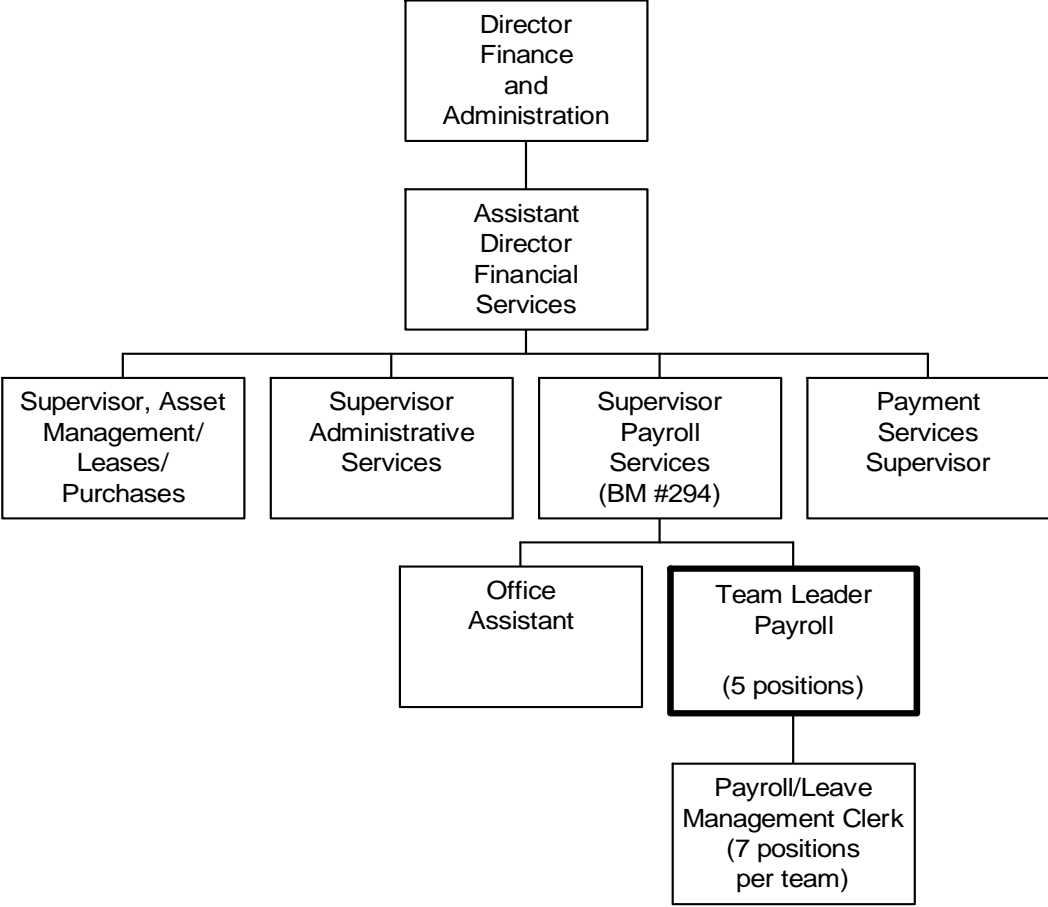 Director
Finance
and
Administration
Assistant
Director
Financial
Services
Supervisor, Asset
Management/
Leases/
Purchases
Supervisor
Administrative
Services
Supervisor
Payroll
Services
(BM #294)
Payment
Services
Supervisor
Office
Assistant
Team Leader
Payroll
(5 positions)
Payroll/Leave
Management Clerk
(7 positions
per team)